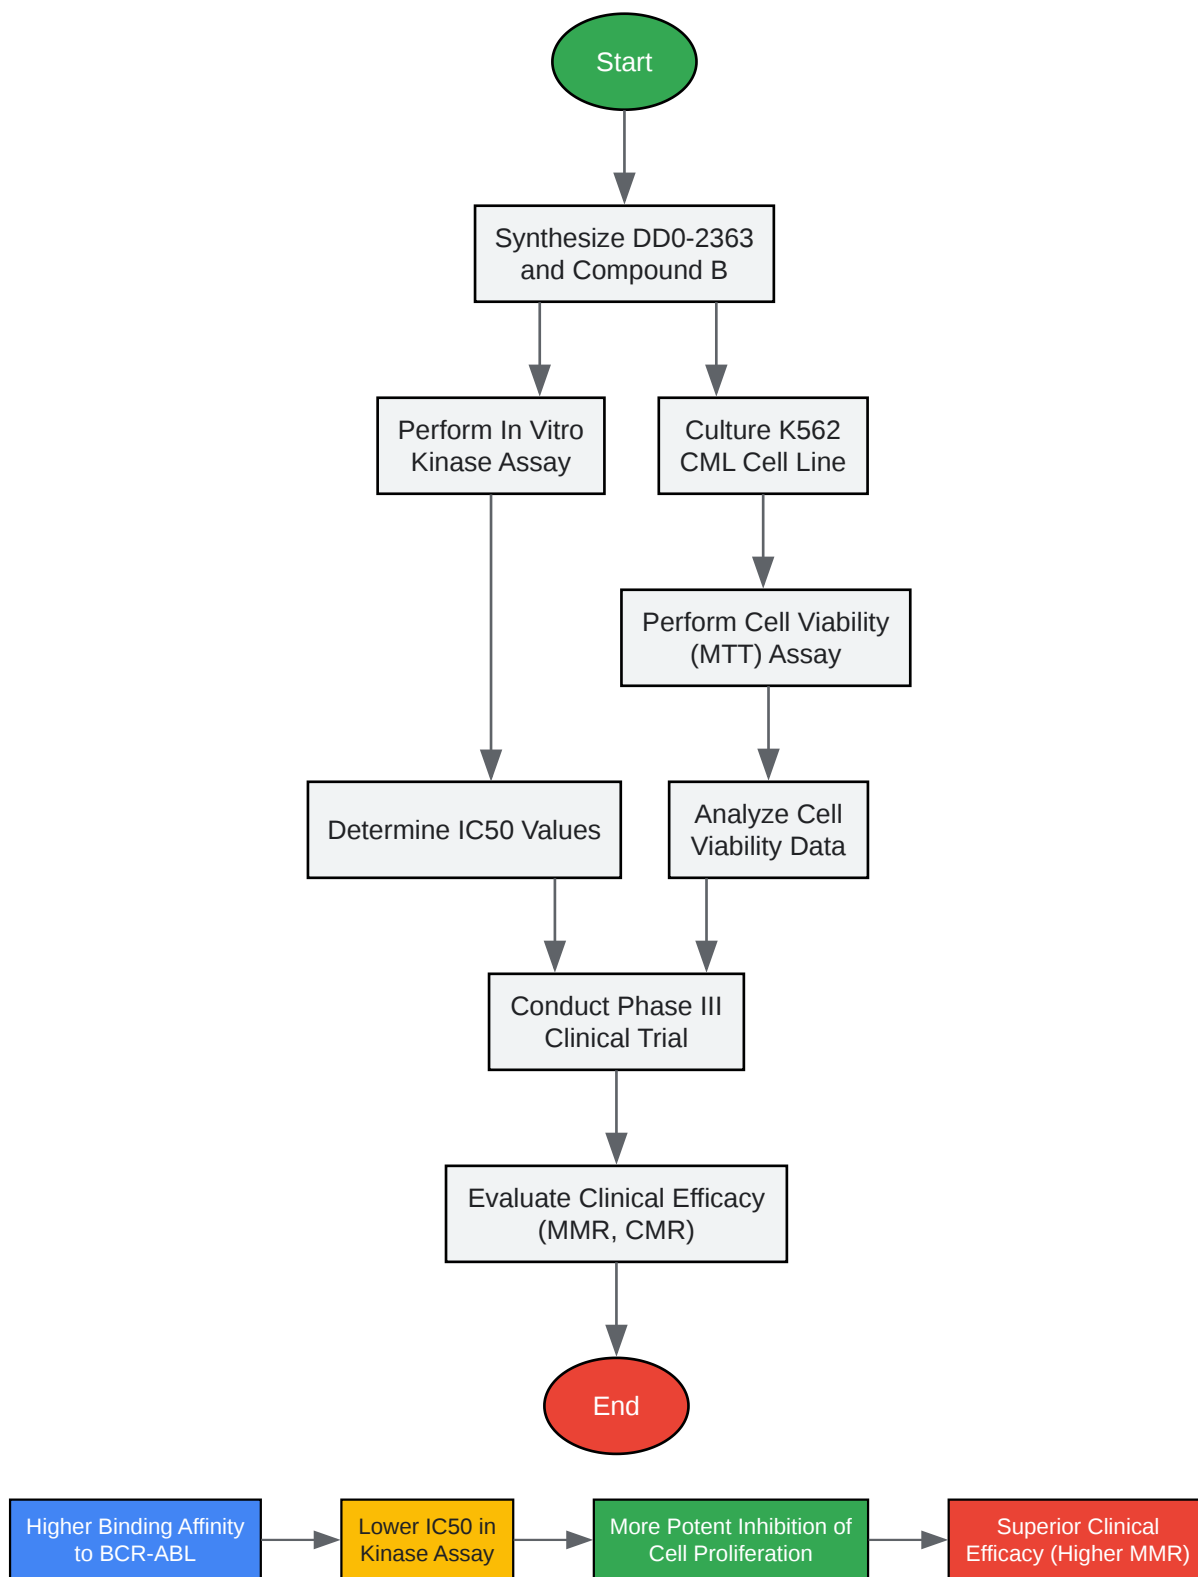 Start
Synthesize DD0-2363
and Compound B
Perform In Vitro
Kinase Assay
Culture K562
CML Cell Line
Perform Cell Viability
(MTT) Assay
Determine IC50 Values
Analyze Cell
Viability Data
Conduct Phase III
Clinical Trial
Evaluate Clinical Efficacy
(MMR, CMR)
End
Higher Binding Affinity
to BCR-ABL
Lower IC50 in
Kinase Assay
More Potent Inhibition of
Cell Proliferation
Superior Clinical
Efficacy (Higher MMR)